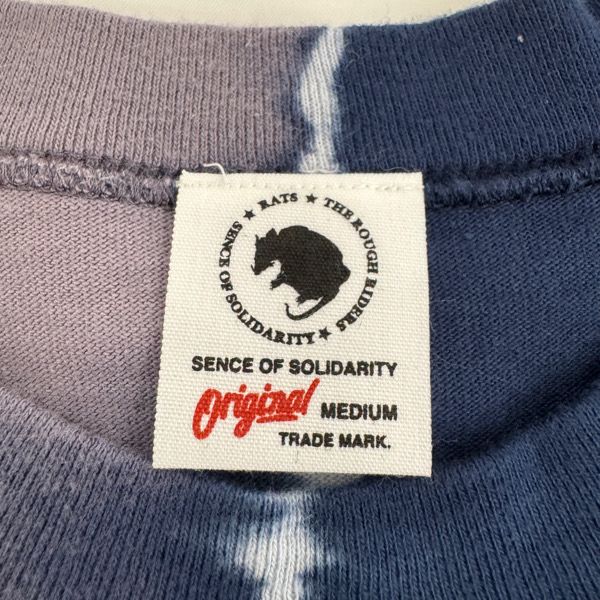 ★ RATS ★ THE ROUGH RIDERS ★ SENCE OF SOLIDARITY
SENCE OF SOLIDARITY
Original MEDIUM
TRADE MARK.